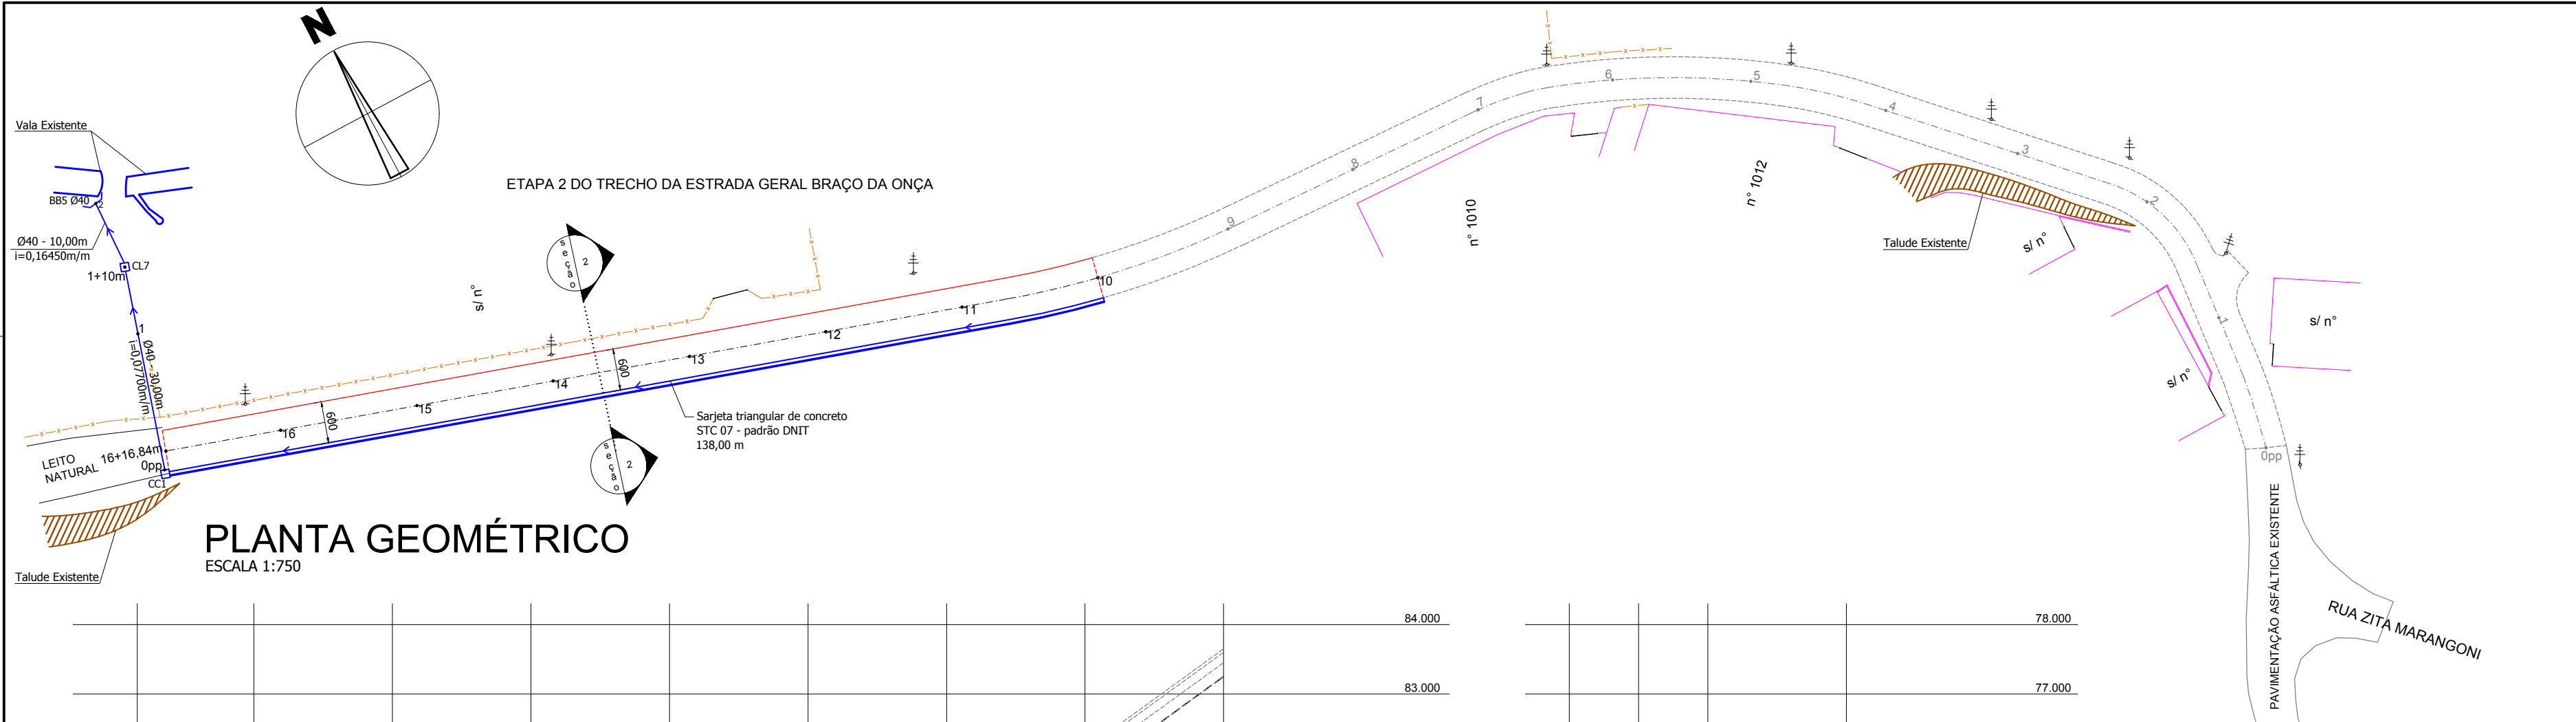 N
Vala Existente
BB5 Ø40
2
Ø40 - 10,00m
i=0,16450m/m
CL7
1+10m
1
Ø40 - 30,00m
i=0,07700m/m
ETAPA 2 DO TRECHO DA ESTRADA GERAL BRAÇO DA ONÇA
s/ n°
seção
2
600
600
16
15
14
13
12
11
10
9
8
7
6
5
4
3
2
1
0pp
LEITO
NATURAL
16+16,84m
0pp
CC1
Talude Existente
Sarjeta triangular de concreto
STC 07 - padrão DNIT
138,00 m
seção
2
n° 1010
n° 1012
Talude Existente
s/ n°
s/ n°
s/ n°
PAVIMENTAÇÃO ASFÁLTICA EXISTENTE
RUA ZITA MARANGONI
PLANTA GEOMÉTRICO
ESCALA 1:750
84.000
83.000
78.000
77.000